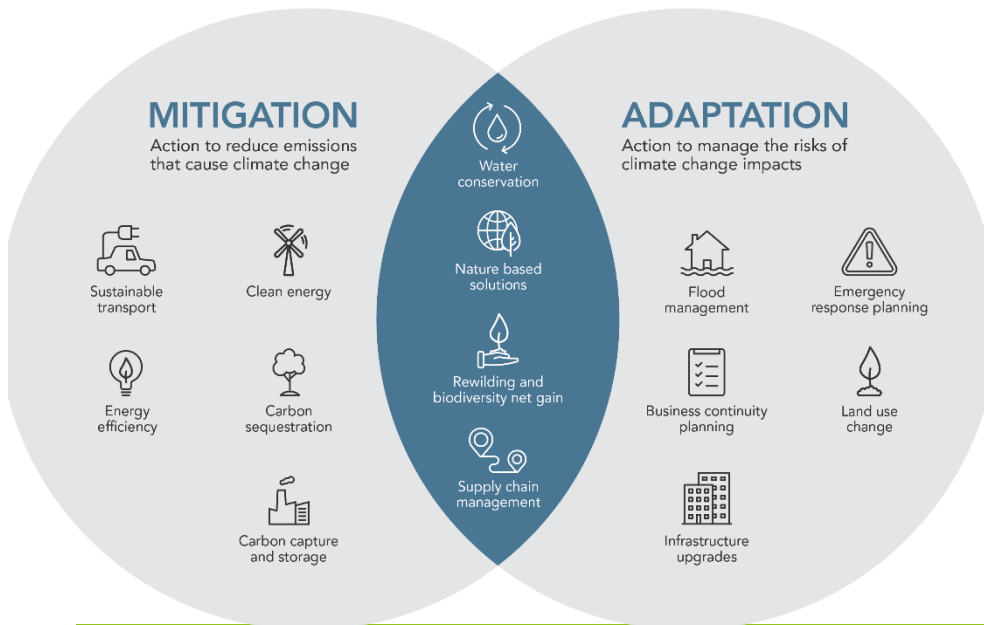 MITIGATION
Action to reduce emissions
that cause climate change
Sustainable
transport
Clean energy
Energy
efficiency
Carbon
sequestration
Carbon capture
and storage
Water
conservation
Nature based
solutions
Rewilding and
biodiversity net gain
Supply chain
management
ADAPTATION
Action to manage the risks of
climate change impacts
Flood
management
Emergency
response planning
Business continuity
planning
Land use
change
Infrastructure
upgrades